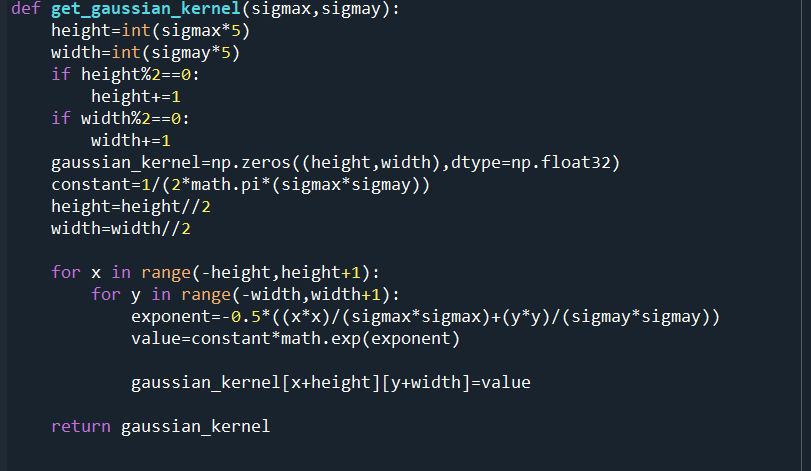 def get_gaussian_kernel(sigmax,sigmay):
    height=int(sigmax*5)
    width=int(sigmay*5)
    if height%2==0:
        height+=1
    if width%2==0:
        width+=1
    gaussian_kernel=np.zeros((height,width),dtype=np.float32)
    constant=1/(2*math.pi*(sigmax*sigmay))
    height=height//2
    width=width//2

    for x in range(-height,height+1):
        for y in range(-width,width+1):
            exponent=-0.5*((x*x)/(sigmax*sigmax)+(y*y)/(sigmay*sigmay))
            value=constant*math.exp(exponent)

            gaussian_kernel[x+height][y+width]=value

    return gaussian_kernel